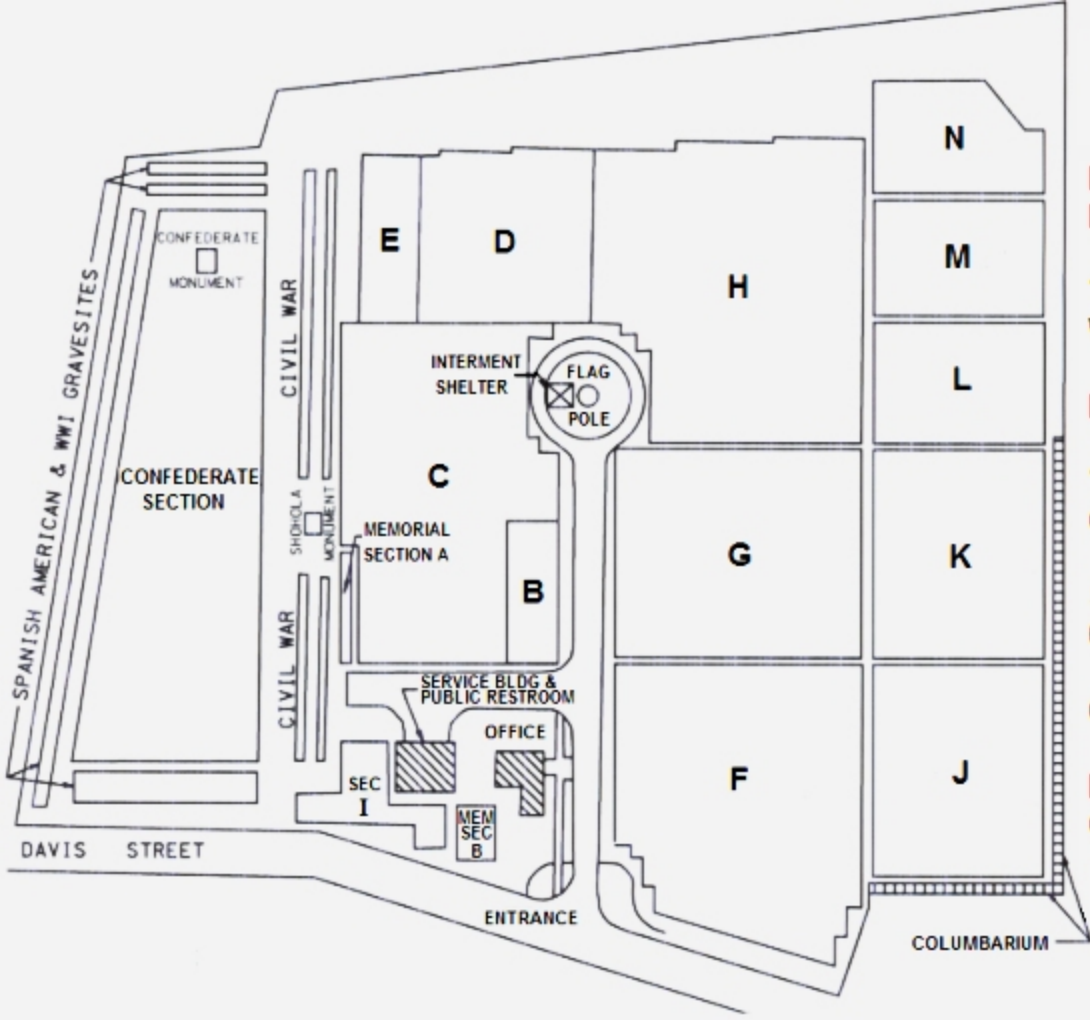 N
CONFEDERATE
MONUMENT
E
D
H
M
CIVIL WAR
SPANISH AMERICAN & WWI GRAVESITES
INTERMENT
SHELTER
FLAG
POLE
L
CONFEDERATE
SECTION
C
SHOHOLA
MONUMENT
MEMORIAL
SECTION A
B
G
K
CIVIL WAR
SERVICE BLDG &
PUBLIC RESTROOM
OFFICE
SEC
I
MEM
SEC
B
F
J
DAVIS STREET
ENTRANCE
COLUMBARIUM